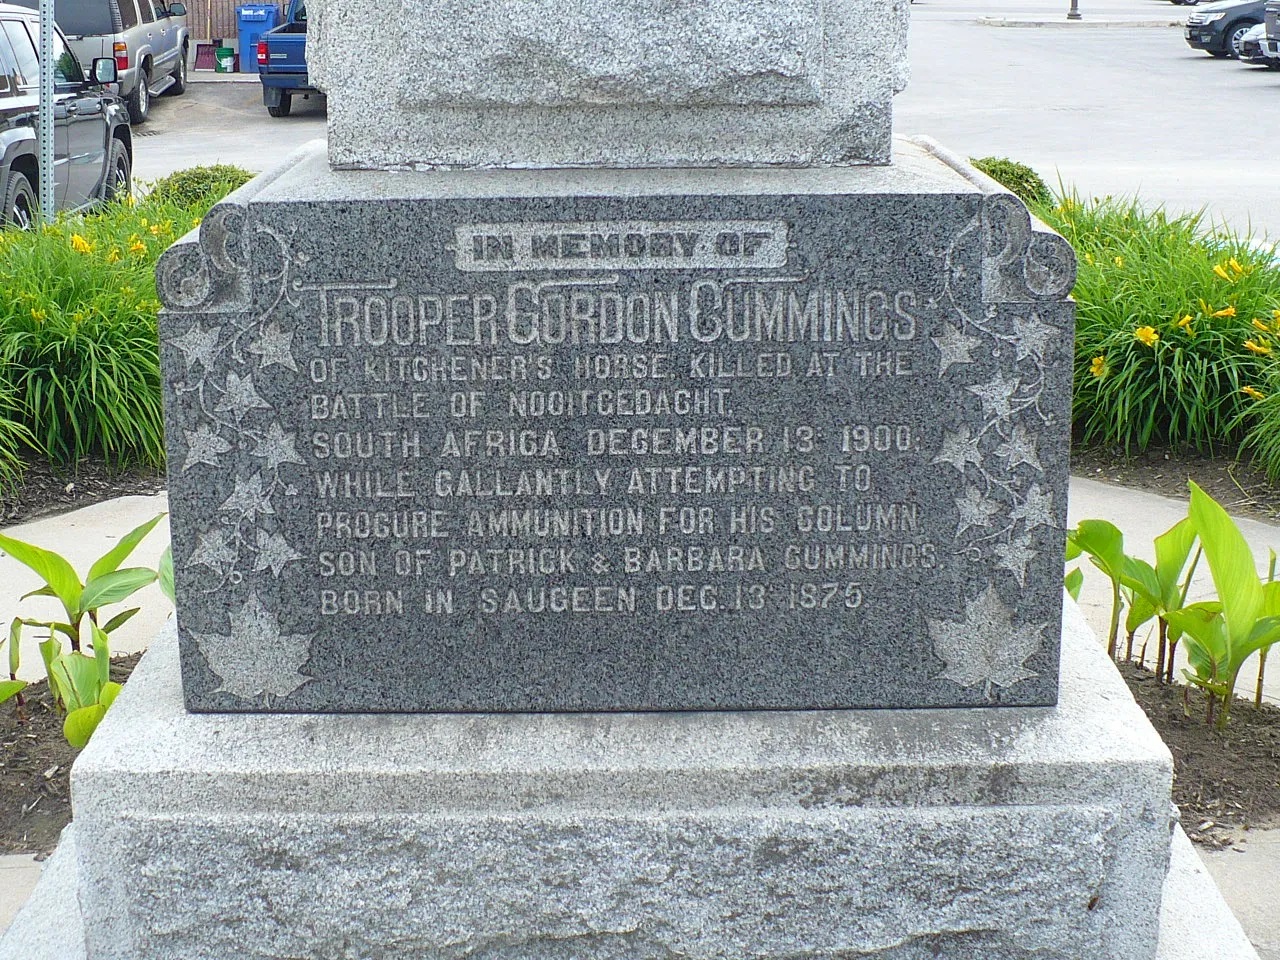 IN MEMORY OF
TROOPER GORDON CUMMINGS
OF KITCHENER'S HORSE. KILLED AT THE
BATTLE OF NOOITGEDACHT.
SOUTH AFRICA DECEMBER 13 1900;
WHILE GALLANTLY ATTEMPTING TO
PROCURE AMMUNITION FOR HIS COLUMN.
SON OF PATRICK & BARBARA CUMMINGS.
BORN IN SAUGEEN DEC. 13 1875